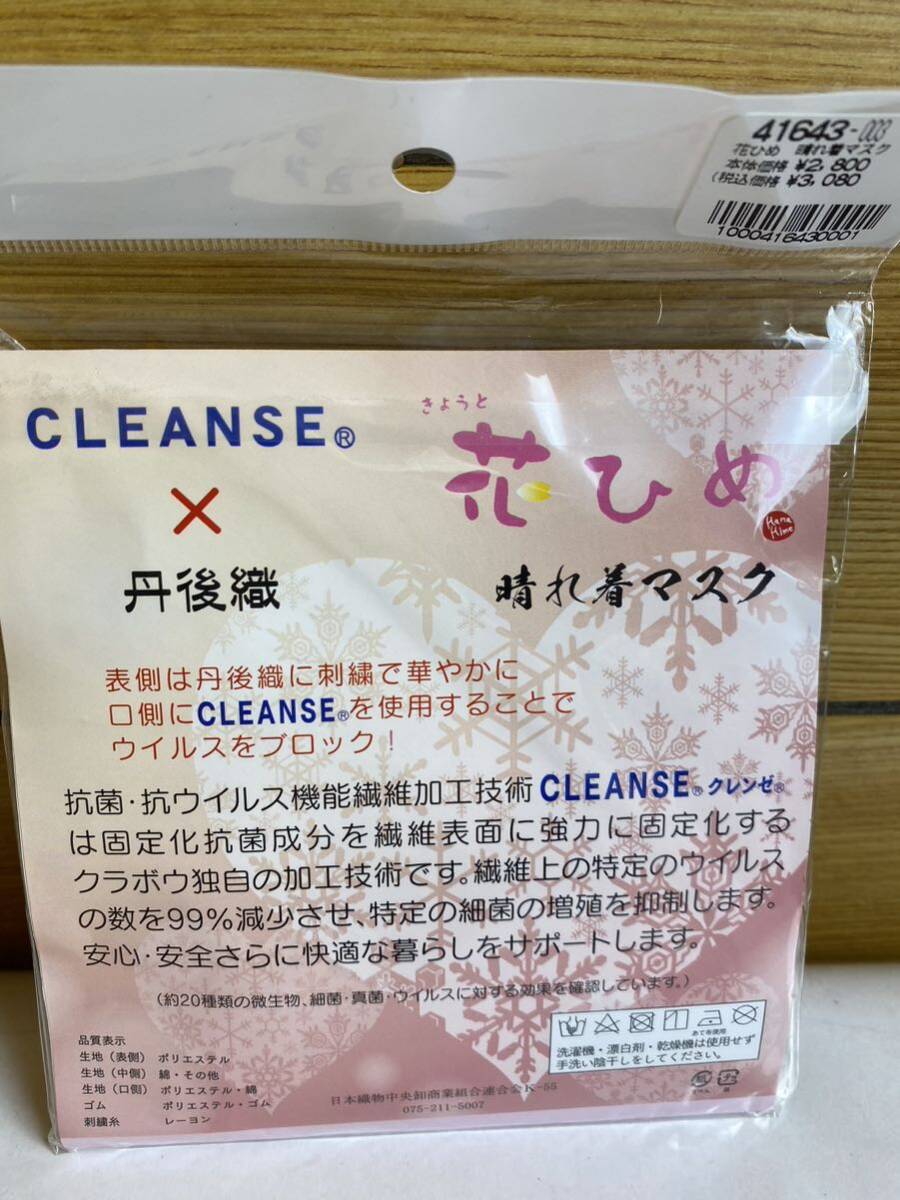 41643-003
花ひめ 晴れ着マスク
本体価格 ¥2,800
(税込価格 ¥3,080
1000416430001
CLEANSE®
×
丹後織
きょうと
花ひめ
Hana Hime
晴れ着マスク
表側は丹後織に刺繍で華やかに
口側にCLEANSE®を使用することで
ウイルスをブロック!
抗菌・抗ウイルス機能繊維加工技術 CLEANSE® クレンゼ®
は固定化抗菌成分を繊維表面に強力に固定化する
クラボウ独自の加工技術です。繊維上の特定のウイルス
の数を99%減少させ、特定の細菌の増殖を抑制します。
安心・安全さらに快適な暮らしをサポートします。
(約20種類の微生物、細菌・真菌・ウイルスに対する効果を確認しています。)
品質表示
生地(表側) ポリエステル
生地(中側) 綿・その他
生地(口側) ポリエステル・綿
ゴム ポリエステル・ゴム
刺繍糸 レーヨン
あて布使用
洗濯機・漂白剤・乾燥機は使用せず
手洗い陰干しをしてください。
日本織物中央卸商業組合連合会K-55
075-211-5007